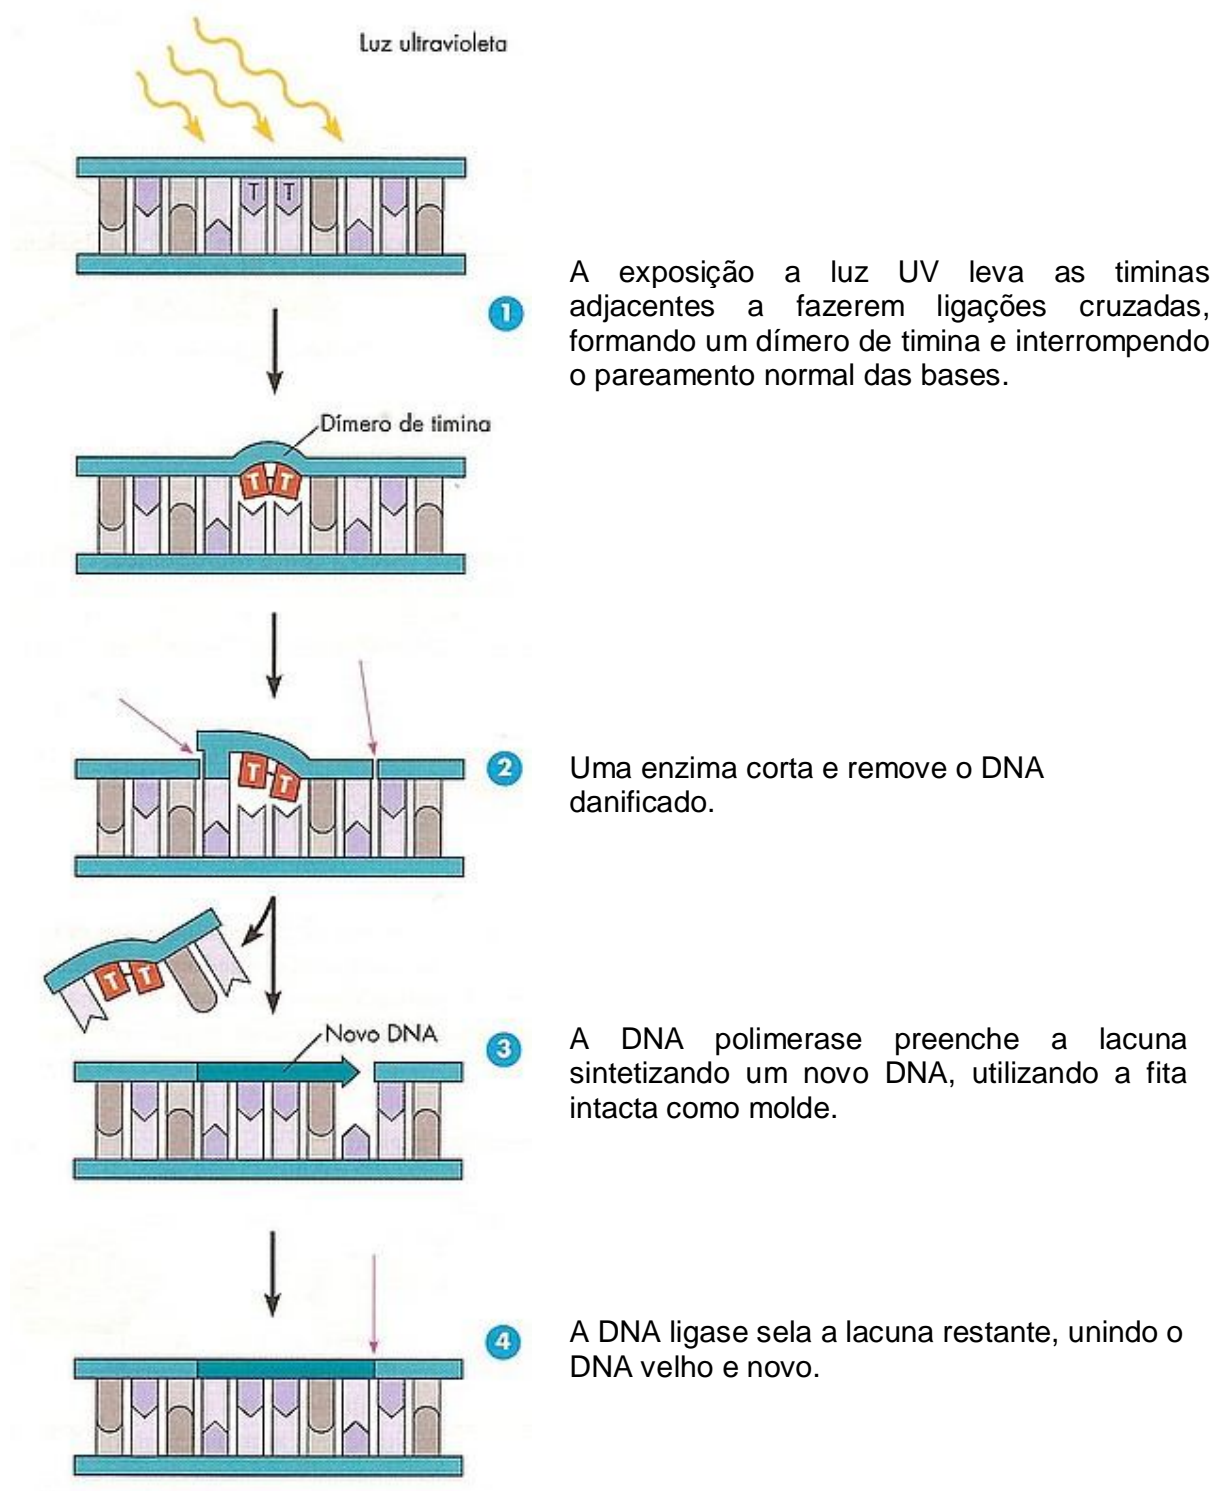 Luz ultravioleta
T T
1
A exposição a luz UV leva as timinas
adjacentes a fazerem ligações cruzadas,
formando um dímero de timina e interrompendo
o pareamento normal das bases.
Dímero de timina
T T
2
Uma enzima corta e remove o DNA
danificado.
T T
T T
Novo DNA
3
A DNA polimerase preenche a lacuna
sintetizando um novo DNA, utilizando a fita
intacta como molde.
4
A DNA ligase sela a lacuna restante, unindo o
DNA velho e novo.